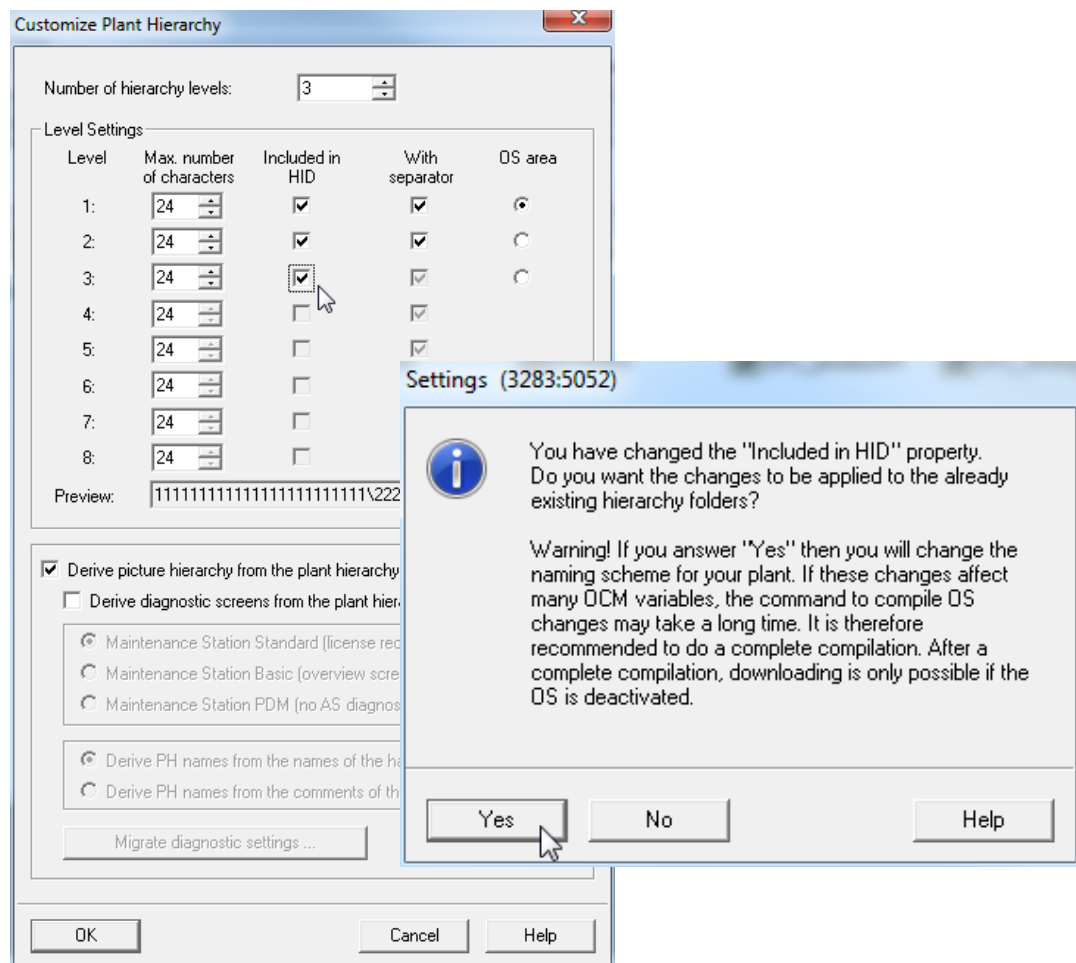 Customize Plant Hierarchy
x
Number of hierarchy levels: 3
Level Settings
Level Max. number of characters Included in HID With separator OS area
1: 24
2: 24
3: 24
4: 24
5: 24
6: 24
7: 24
8: 24
Preview: 111111111111111111111111\222
Derive picture hierarchy from the plant hierarchy
Derive diagnostic screens from the plant hier
Maintenance Station Standard (license req
Maintenance Station Basic (overview scre
Maintenance Station PDM (no AS diagnos
Derive PH names from the names of the ha
Derive PH names from the comments of th
Migrate diagnostic settings ...
OK Cancel Help
Settings (3283:5052)
You have changed the "Included in HID" property.
Do you want the changes to be applied to the already
existing hierarchy folders?
Warning! If you answer "Yes" then you will change the
naming scheme for your plant. If these changes affect
many OCM variables, the command to compile OS
changes may take a long time. It is therefore
recommended to do a complete compilation. After a
complete compilation, downloading is only possible if the
OS is deactivated.
Yes No Help